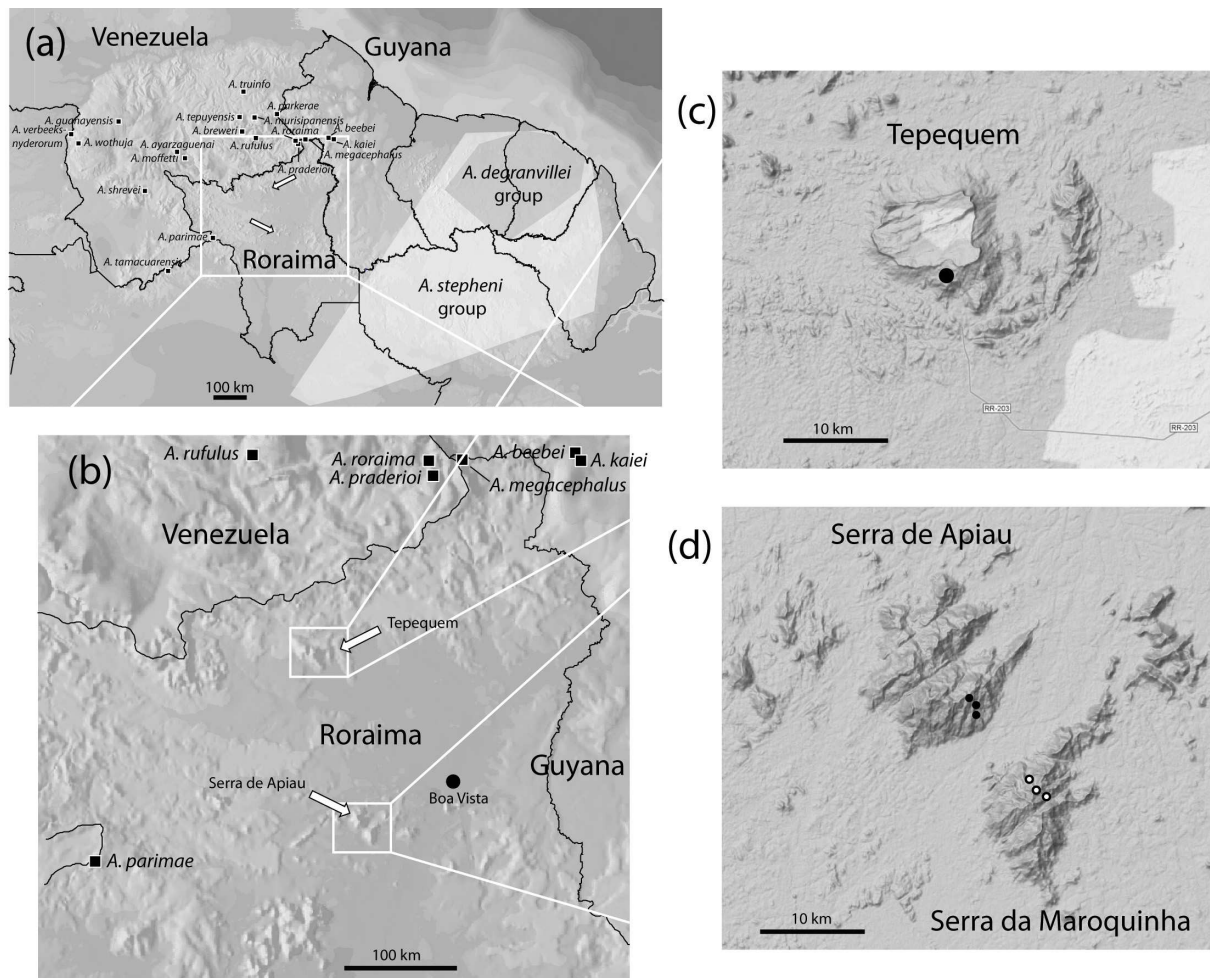 (a)
Venezuela
Guyana
A. truinfo
A. parkerae
A. guanayensis
A. tepuyensis
A. murisipanensis
A. verbeeks-
nyderorum
A. breweri
A. roraima
A. beebei
A. wothuja
A. ayarzaguenai
A. rufulus
A. kaiei
A. moffetti
A. megacephalus
A. praderioi
A. shrevei
A. degranvillei
group
A. parimae
Roraima
A. tamacuarensis
A. stepheni
group
100 km
(b)
A. rufulus
A. roraima
A. beebei
A. kaiei
A. praderioi
A. megacephalus
Venezuela
Tepequem
Roraima
Serra de Apiau
Guyana
Boa Vista
A. parimae
100 km
(c)
Tepequem
RR-203
RR-203
10 km
(d)
Serra de Apiau
10 km
Serra da Maroquinha